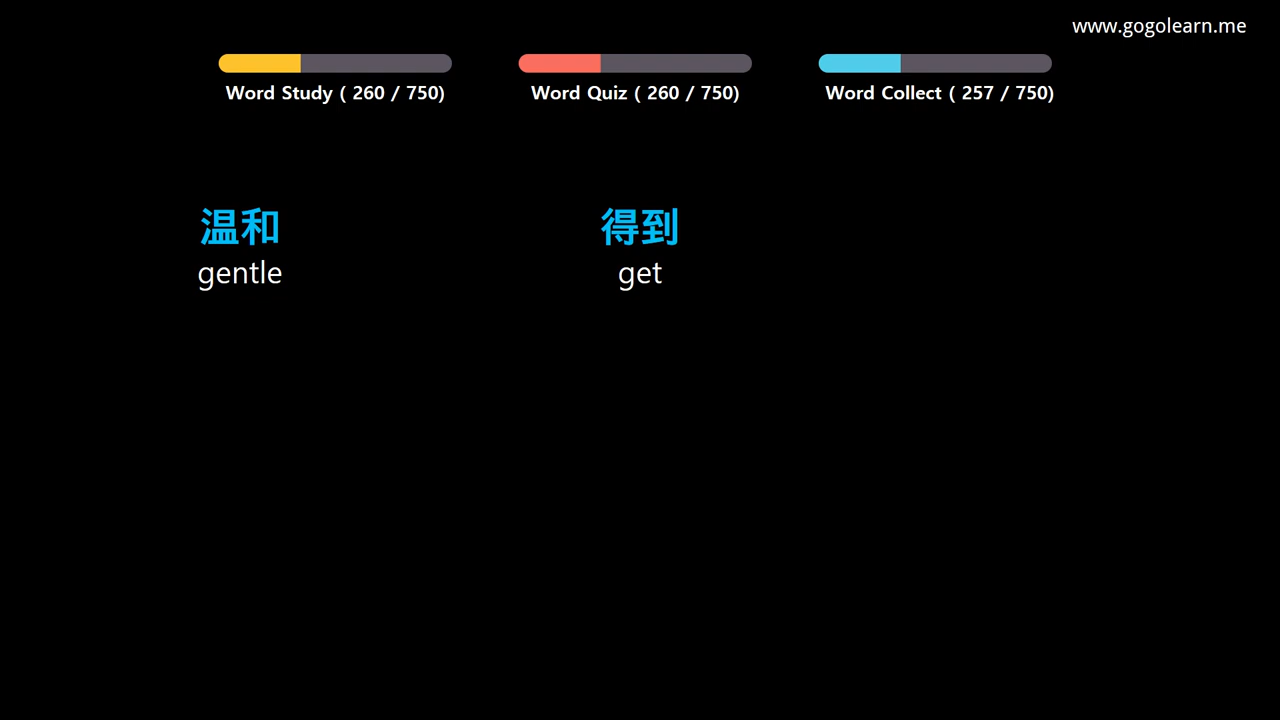 www.gogolearn.me
Word Study ( 260 / 750)
Word Quiz ( 260 / 750)
Word Collect ( 257 / 750)
温和
gentle
得到
get